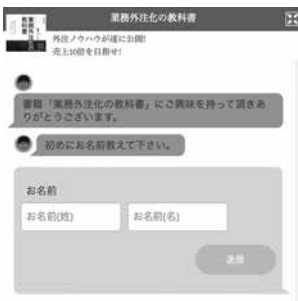 業務外注化の教科書
外注ノウハウが遂に公開!
売上10倍を目指せ!
書籍「業務外注化の教科書」にご興味を持って頂きあ
りがとうございます。
初めにお名前教えて下さい。
お名前
お名前(姓) お名前(名)
送信